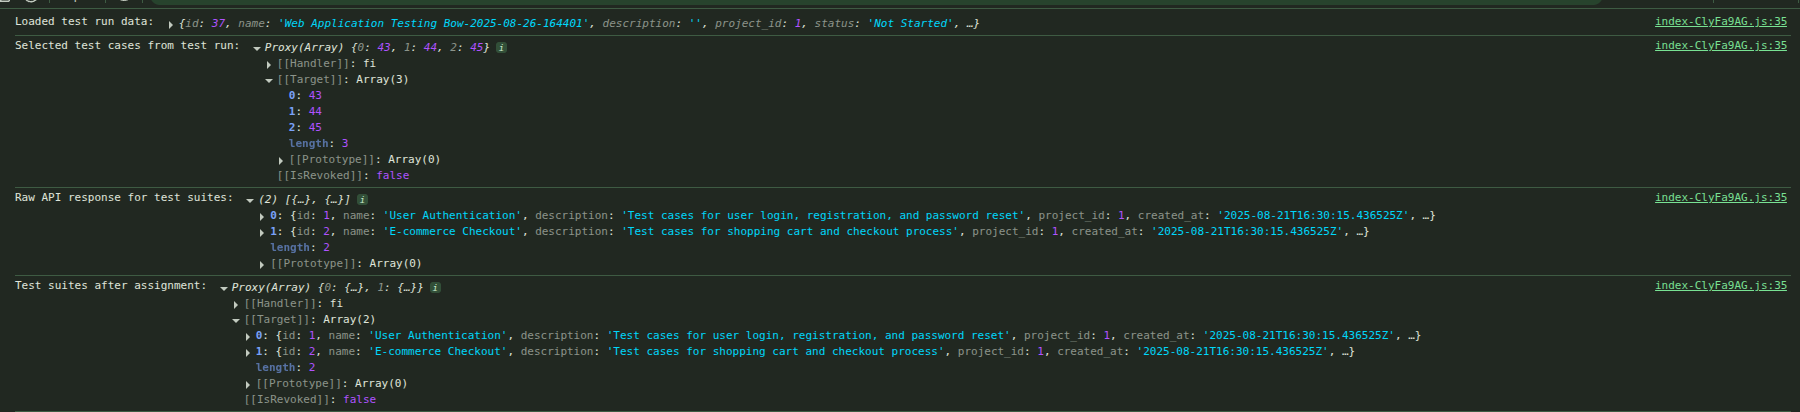 Loaded test run data: {id: 37, name: 'Web Application Testing Bow-2025-08-26-164401', description: '', project_id: 1, status: 'Not Started', …} index-ClyFa9AG.js:35
Selected test cases from test run: Proxy(Array) {0: 43, 1: 44, 2: 45} i index-ClyFa9AG.js:35
[[Handler]]: fi
[[Target]]: Array(3)
0: 43
1: 44
2: 45
length: 3
[[Prototype]]: Array(0)
[[IsRevoked]]: false
Raw API response for test suites: (2) [{…}, {…}] i index-ClyFa9AG.js:35
0: {id: 1, name: 'User Authentication', description: 'Test cases for user login, registration, and password reset', project_id: 1, created_at: '2025-08-21T16:30:15.436525Z', …}
1: {id: 2, name: 'E-commerce Checkout', description: 'Test cases for shopping cart and checkout process', project_id: 1, created_at: '2025-08-21T16:30:15.436525Z', …}
length: 2
[[Prototype]]: Array(0)
Test suites after assignment: Proxy(Array) {0: {…}, 1: {…}} i index-ClyFa9AG.js:35
[[Handler]]: fi
[[Target]]: Array(2)
0: {id: 1, name: 'User Authentication', description: 'Test cases for user login, registration, and password reset', project_id: 1, created_at: '2025-08-21T16:30:15.436525Z', …}
1: {id: 2, name: 'E-commerce Checkout', description: 'Test cases for shopping cart and checkout process', project_id: 1, created_at: '2025-08-21T16:30:15.436525Z', …}
length: 2
[[Prototype]]: Array(0)
[[IsRevoked]]: false